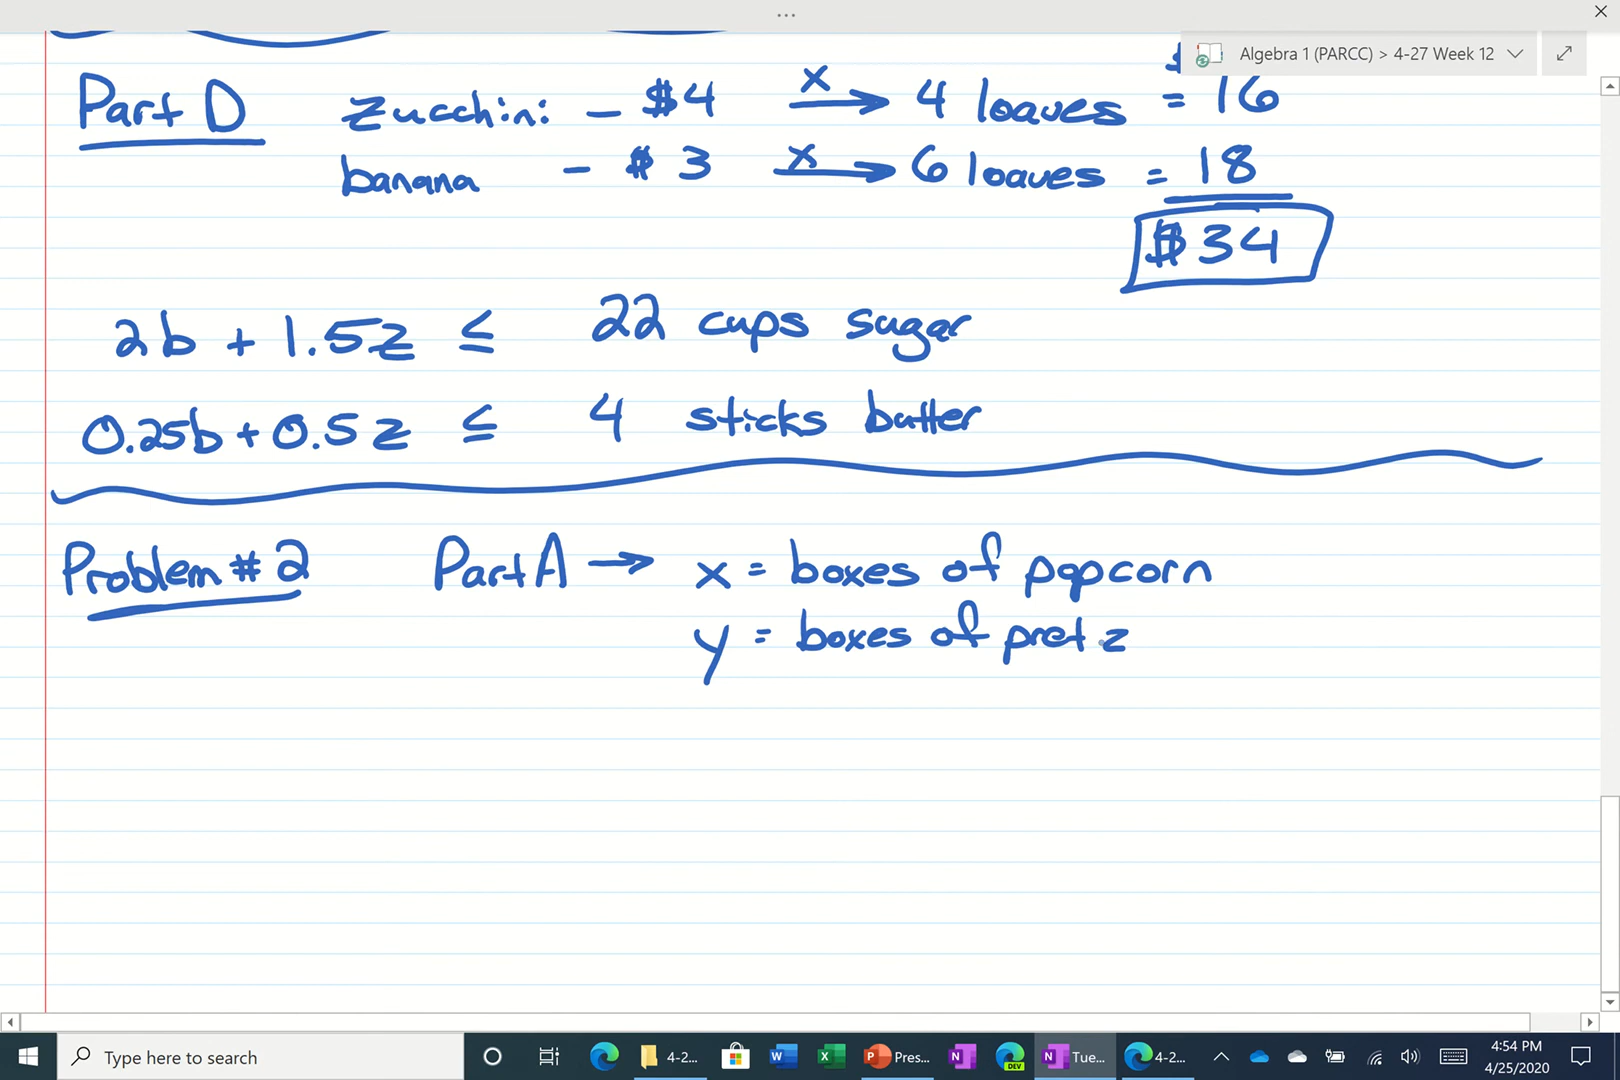 Algebra 1 (PARCC) > 4-27 Week 12
Part D zucchini - $4 x→ 4 loaves = 16
banana - $3 x→ 6 loaves = 18
$34
2b + 1.5z ≤ 22 cups sugar
0.25b + 0.5z ≤ 4 sticks butter
Problem #2 Part A → x = boxes of popcorn
y = boxes of pretz
Type here to search
4-2...
Pres...
DEV
Tue...
4-2...
4:54 PM
4/25/2020